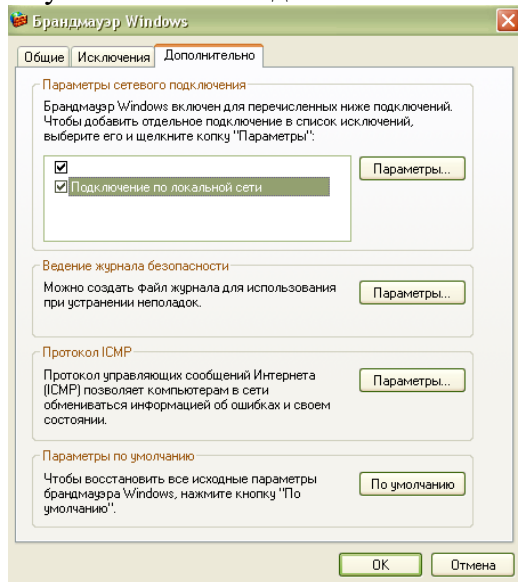 Брандмауэр Windows
Общие Исключения Дополнительно
Параметры сетевого подключения
Брандмауэр Windows включен для перечисленных ниже подключений.
Чтобы добавить отдельное подключение в список исключений,
выберите его и щелкните копку "Параметры":
Подключение по локальной сети
Параметры...
Ведение журнала безопасности
Можно создать файл журнала для использования
при устранении неполадок.
Параметры...
Протокол ICMP
Протокол управляющих сообщений Интернета
(ICMP) позволяет компьютерам в сети
обмениваться информацией об ошибках и своем
состоянии.
Параметры...
Параметры по умолчанию
Чтобы восстановить все исходные параметры
брандмауэра Windows, нажмите кнопку "По
умолчанию".
По умолчанию
OK Отмена